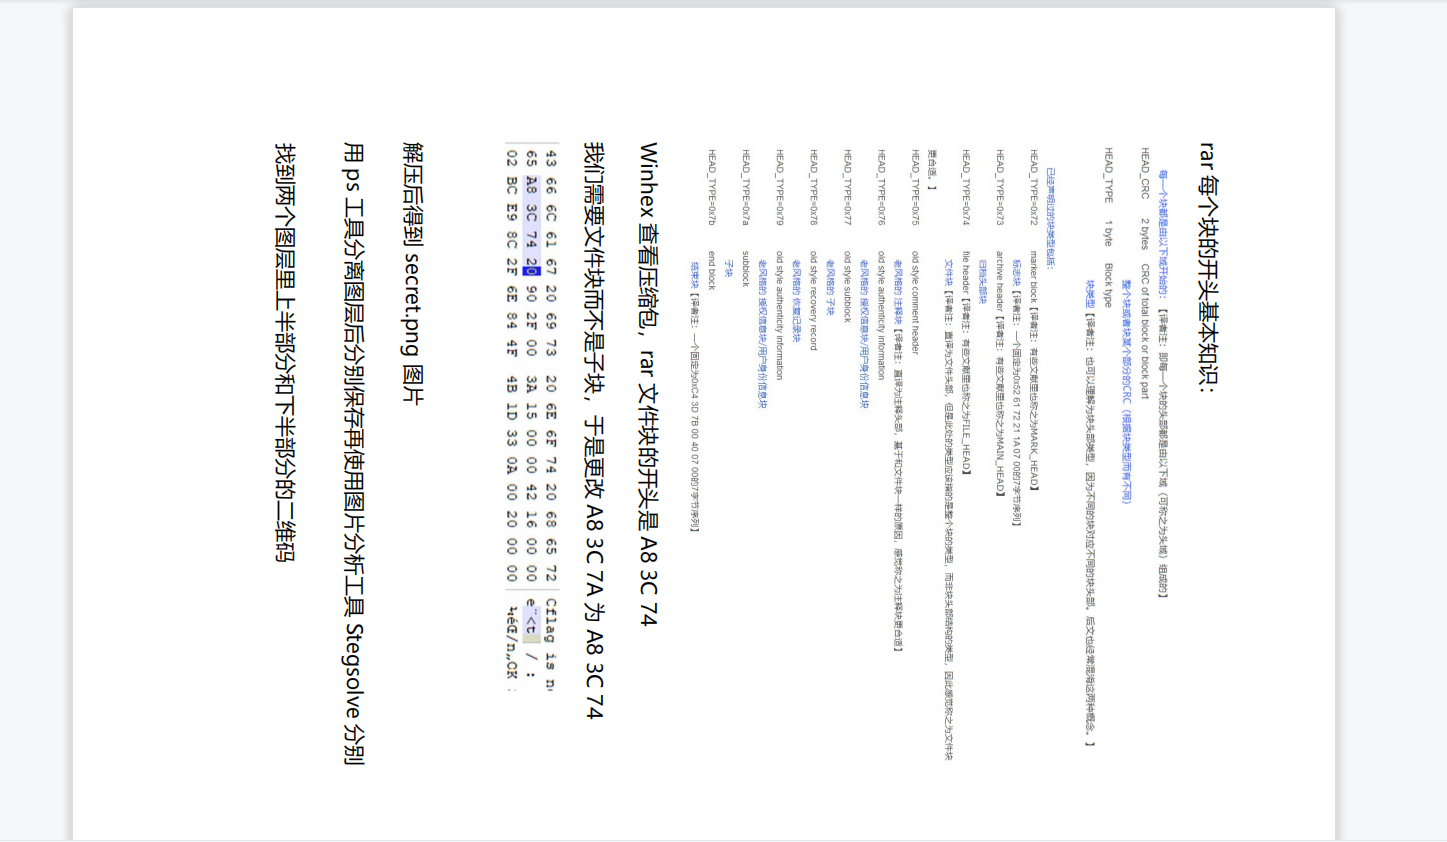 rar 每个块的开头基本知识：
每一个块都是由以下域开始的：【译者注：即每一个块的头部都是由以下域（可称之为头域）组成的】
HEAD_CRC 2 bytes CRC of total block or block part
整个块或者块某个部分的CRC（根据块类型而有不同）
HEAD_TYPE 1 byte Block type
块类型【译者注：也可以理解为块头部类型，因为不同的块对应不同的块头部。后文也经常混淆这两种概念。】
已经声明过的块类型包括：
HEAD_TYPE=0x72 marker block【译者注：有些文献里也称之为MARK_HEAD】
标志块【译者注：一个固定为0x52 61 72 21 1A 07 00的7字节序列】
HEAD_TYPE=0x73 archive header【译者注：有些文献里也称之为MAIN_HEAD】
归档头部块
HEAD_TYPE=0x74 file header【译者注：有些文献里也称之为FILE_HEAD】
文件块【译者注：直译为文件头部，但是此处的类型应该指的是整个块的类型，而非块头部结构的类型，因此感觉称之为文件块
更合适。】
HEAD_TYPE=0x75 old style comment header
老风格的 注释块【译者注：直译为注释头部，基于和文件块一样的原因，感觉称之为注释块更合适】
HEAD_TYPE=0x76 old style authenticity information
老风格的 授权信息块/用户身份信息块
HEAD_TYPE=0x77 old style subblock
老风格的 子块
HEAD_TYPE=0x78 old style recovery record
老风格的 恢复记录块
HEAD_TYPE=0x79 old style authenticity information
老风格的 授权信息块/用户身份信息块
HEAD_TYPE=0x7a subblock
子块
HEAD_TYPE=0x7b end block
结束块【译者注：一个固定为0xC4 3D 7B 00 40 07 00的7字节序列】
Winhex 查看压缩包，rar 文件块的开头是 A8 3C 74
我们需要文件块而不是子块，于是更改 A8 3C 7A 为 A8 3C 74
43 66 6C 61 67 20 69 73 20 6E 6F 74 20 68 65 72 Cflag is n
65 A8 3C 74 20 90 2F 00 3A 15 00 00 42 16 00 00 e¨<t  / :
02 BC E9 8C 2F 6E 84 4F 4B 1D 33 0A 00 20 00 00 ¼éŒ/n„OK :
解压后得到 secret.png 图片
用 ps 工具分离图层后分别保存再使用图片分析工具 Stegsolve 分别
找到两个图层里上半部分和下半部分的二维码